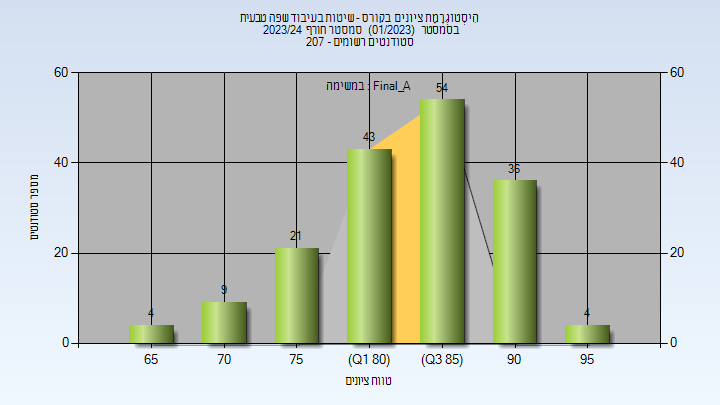 היסטוגרמת ציונים בקורס - שיטות בעיבוד שפה טבעית
בסמסטר (01/2023) סמסטר חורף 2023/24
סטודנטים רשומים - 207
במשימה : Final_A
60
40
20
0
60
40
20
0
מספר סטודנטים
4
9
21
43
54
36
4
65
70
75
(Q1 80)
(Q3 85)
90
95
טווח ציונים